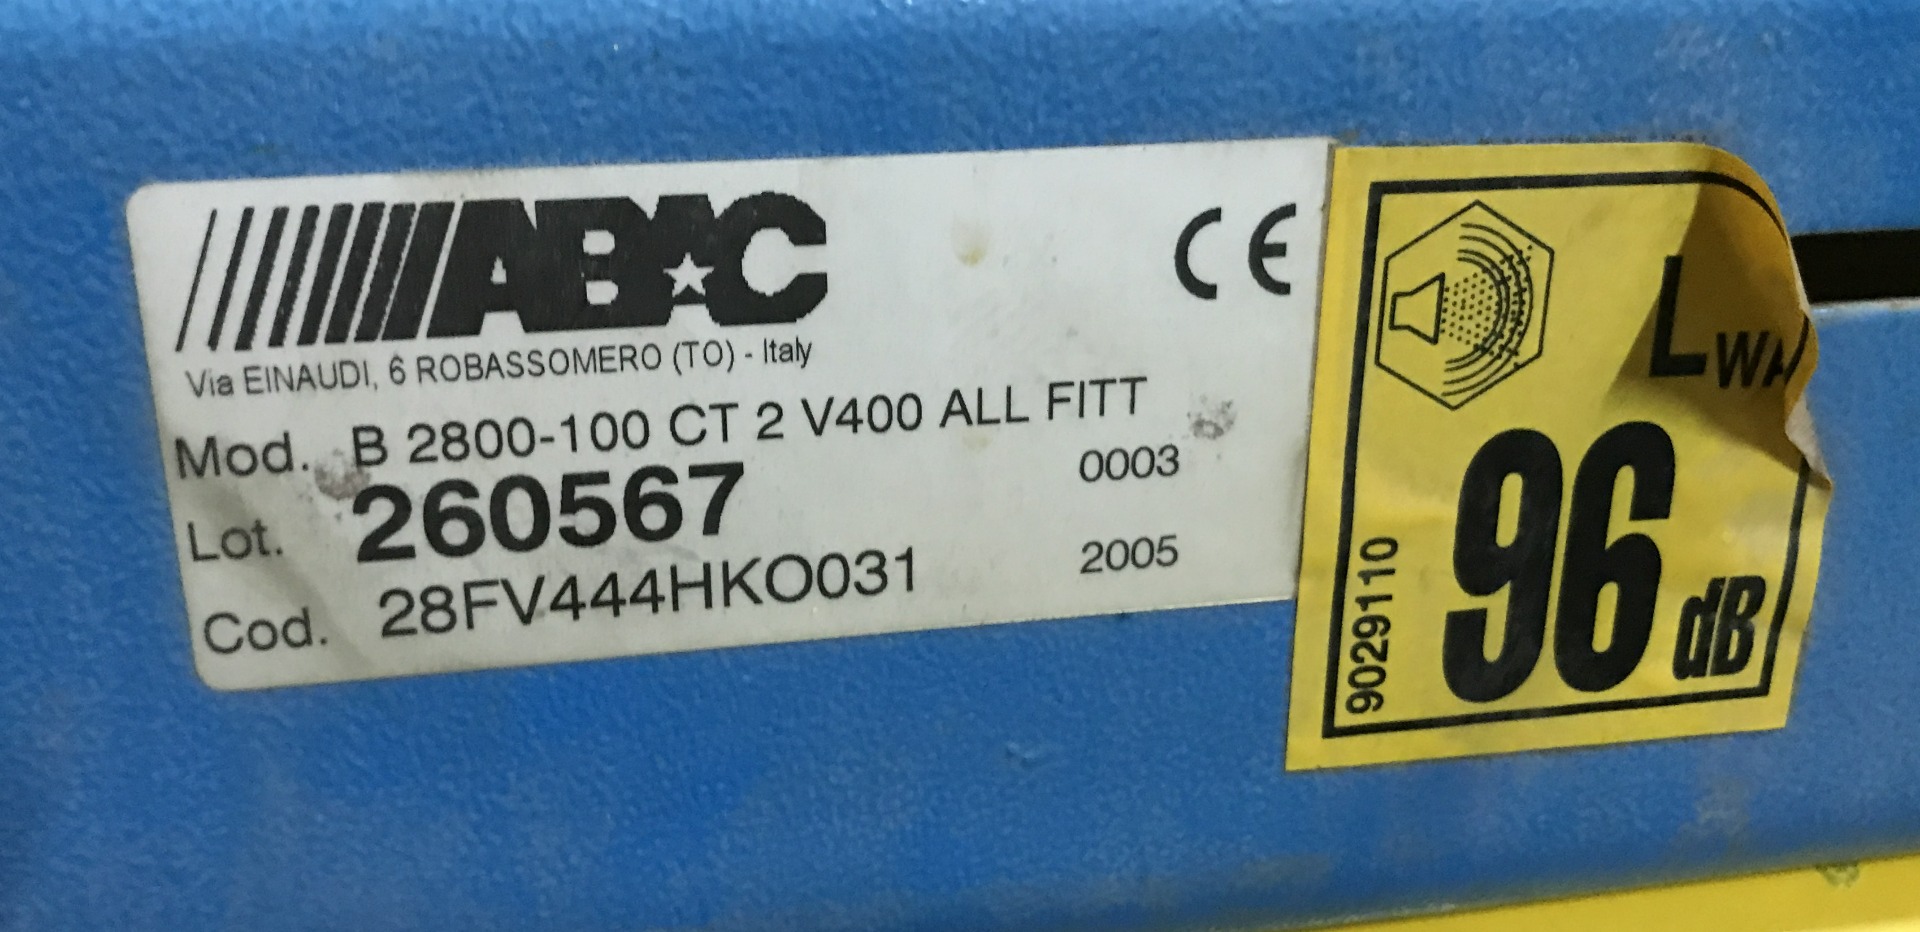 ABAC
Via EINAUDI, 6 ROBASSOMERO (TO) - Italy
CE
Mod. B 2800-100 CT 2 V400 ALL FITT
Lot. 260567 0003
Cod. 28FV444HKO031 2005
LWA
96 dB
9029110